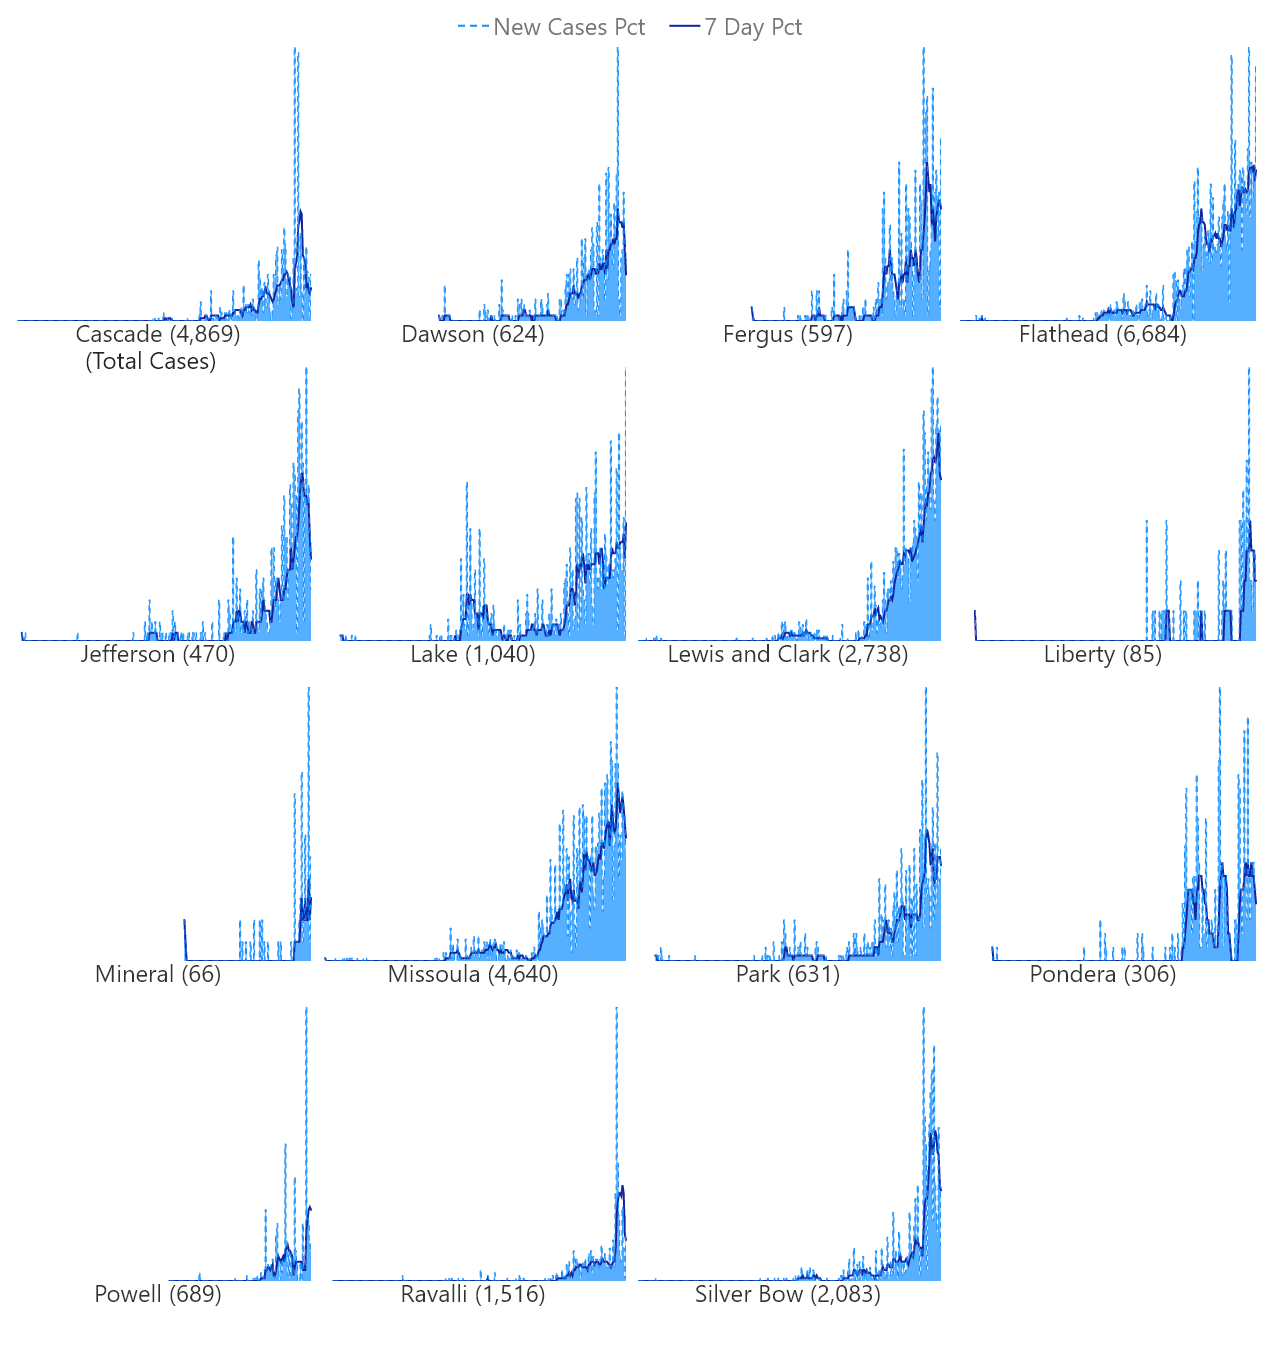 New Cases Pct 7 Day Pct
Cascade (4,869)
(Total Cases)
Dawson (624)
Fergus (597)
Flathead (6,684)
Jefferson (470)
Lake (1,040)
Lewis and Clark (2,738)
Liberty (85)
Mineral (66)
Missoula (4,640)
Park (631)
Pondera (306)
Powell (689)
Ravalli (1,516)
Silver Bow (2,083)